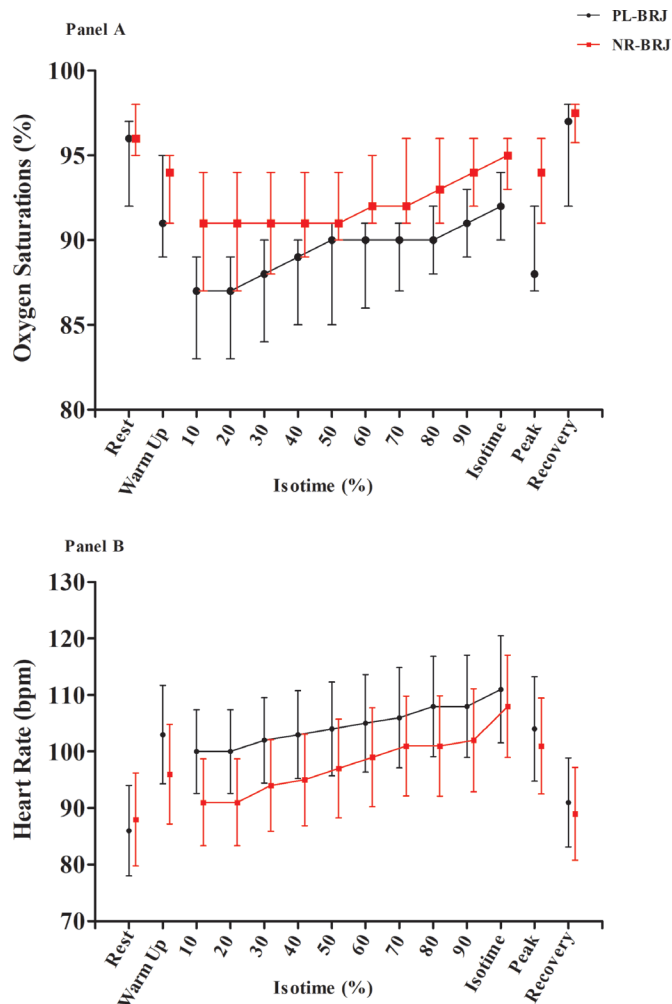 Panel A
PL-BRJ
NR-BRJ
Oxygen Saturations (%)
100
95
90
85
80
Rest
Warm Up
10
20
30
40
50
60
70
80
90
Isotime
Peak
Recovery
Isotime (%)
Panel B
Heart Rate (bpm)
130
120
110
100
90
80
70
Rest
Warm Up
10
20
30
40
50
60
70
80
90
Isotime
Peak
Recovery
Isotime (%)